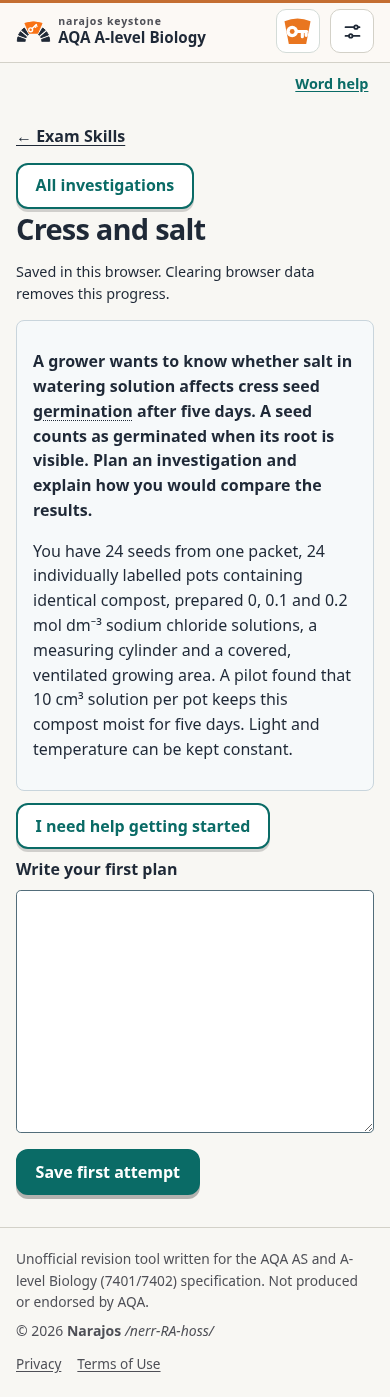 narajos keystone
AQA A-level Biology
Word help
← Exam Skills
All investigations
Cress and salt
Saved in this browser. Clearing browser data
removes this progress.
A grower wants to know whether salt in
watering solution affects cress seed
germination after five days. A seed
counts as germinated when its root is
visible. Plan an investigation and
explain how you would compare the
results.
You have 24 seeds from one packet, 24
individually labelled pots containing
identical compost, prepared 0, 0.1 and 0.2
mol dm⁻³ sodium chloride solutions, a
measuring cylinder and a covered,
ventilated growing area. A pilot found that
10 cm³ solution per pot keeps this
compost moist for five days. Light and
temperature can be kept constant.
I need help getting started
Write your first plan
Save first attempt
Unofficial revision tool written for the AQA AS and A-
level Biology (7401/7402) specification. Not produced
or endorsed by AQA.
© 2026 Narajos /nerr-RA-hoss/
Privacy Terms of Use